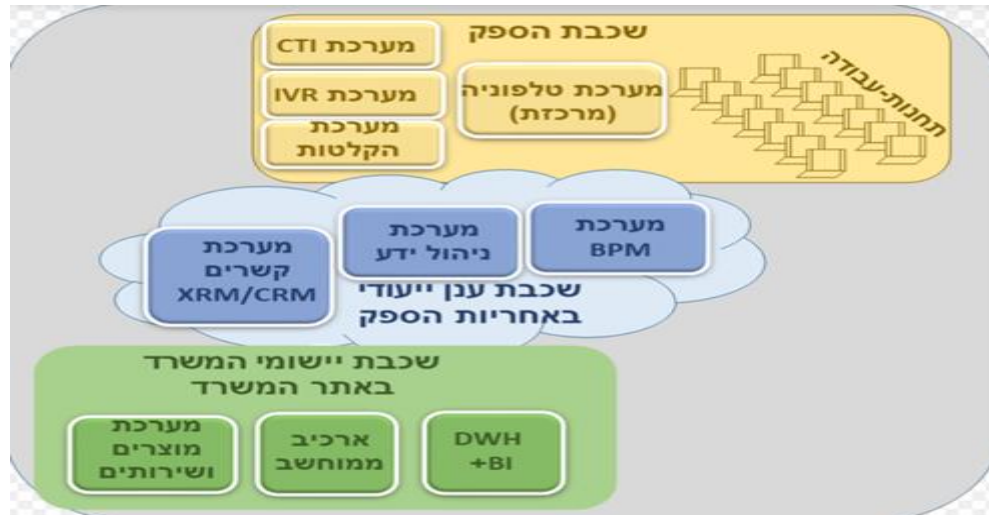 שכבת הספק
תחנות-עבודה
מערכת טלפוניה
(מרכזת)
מערכת CTI
מערכת IVR
מערכת
הקלטות
מערכת
BPM
מערכת
ניהול ידע
מערכת
קשרים
XRM/CRM
שכבת ענן ייעודי
באחריות הספק
שכבת יישומי המשרד
באתר המשרד
DWH
+BI
ארכיב
ממוחשב
מערכת
מוצרים
ושירותים